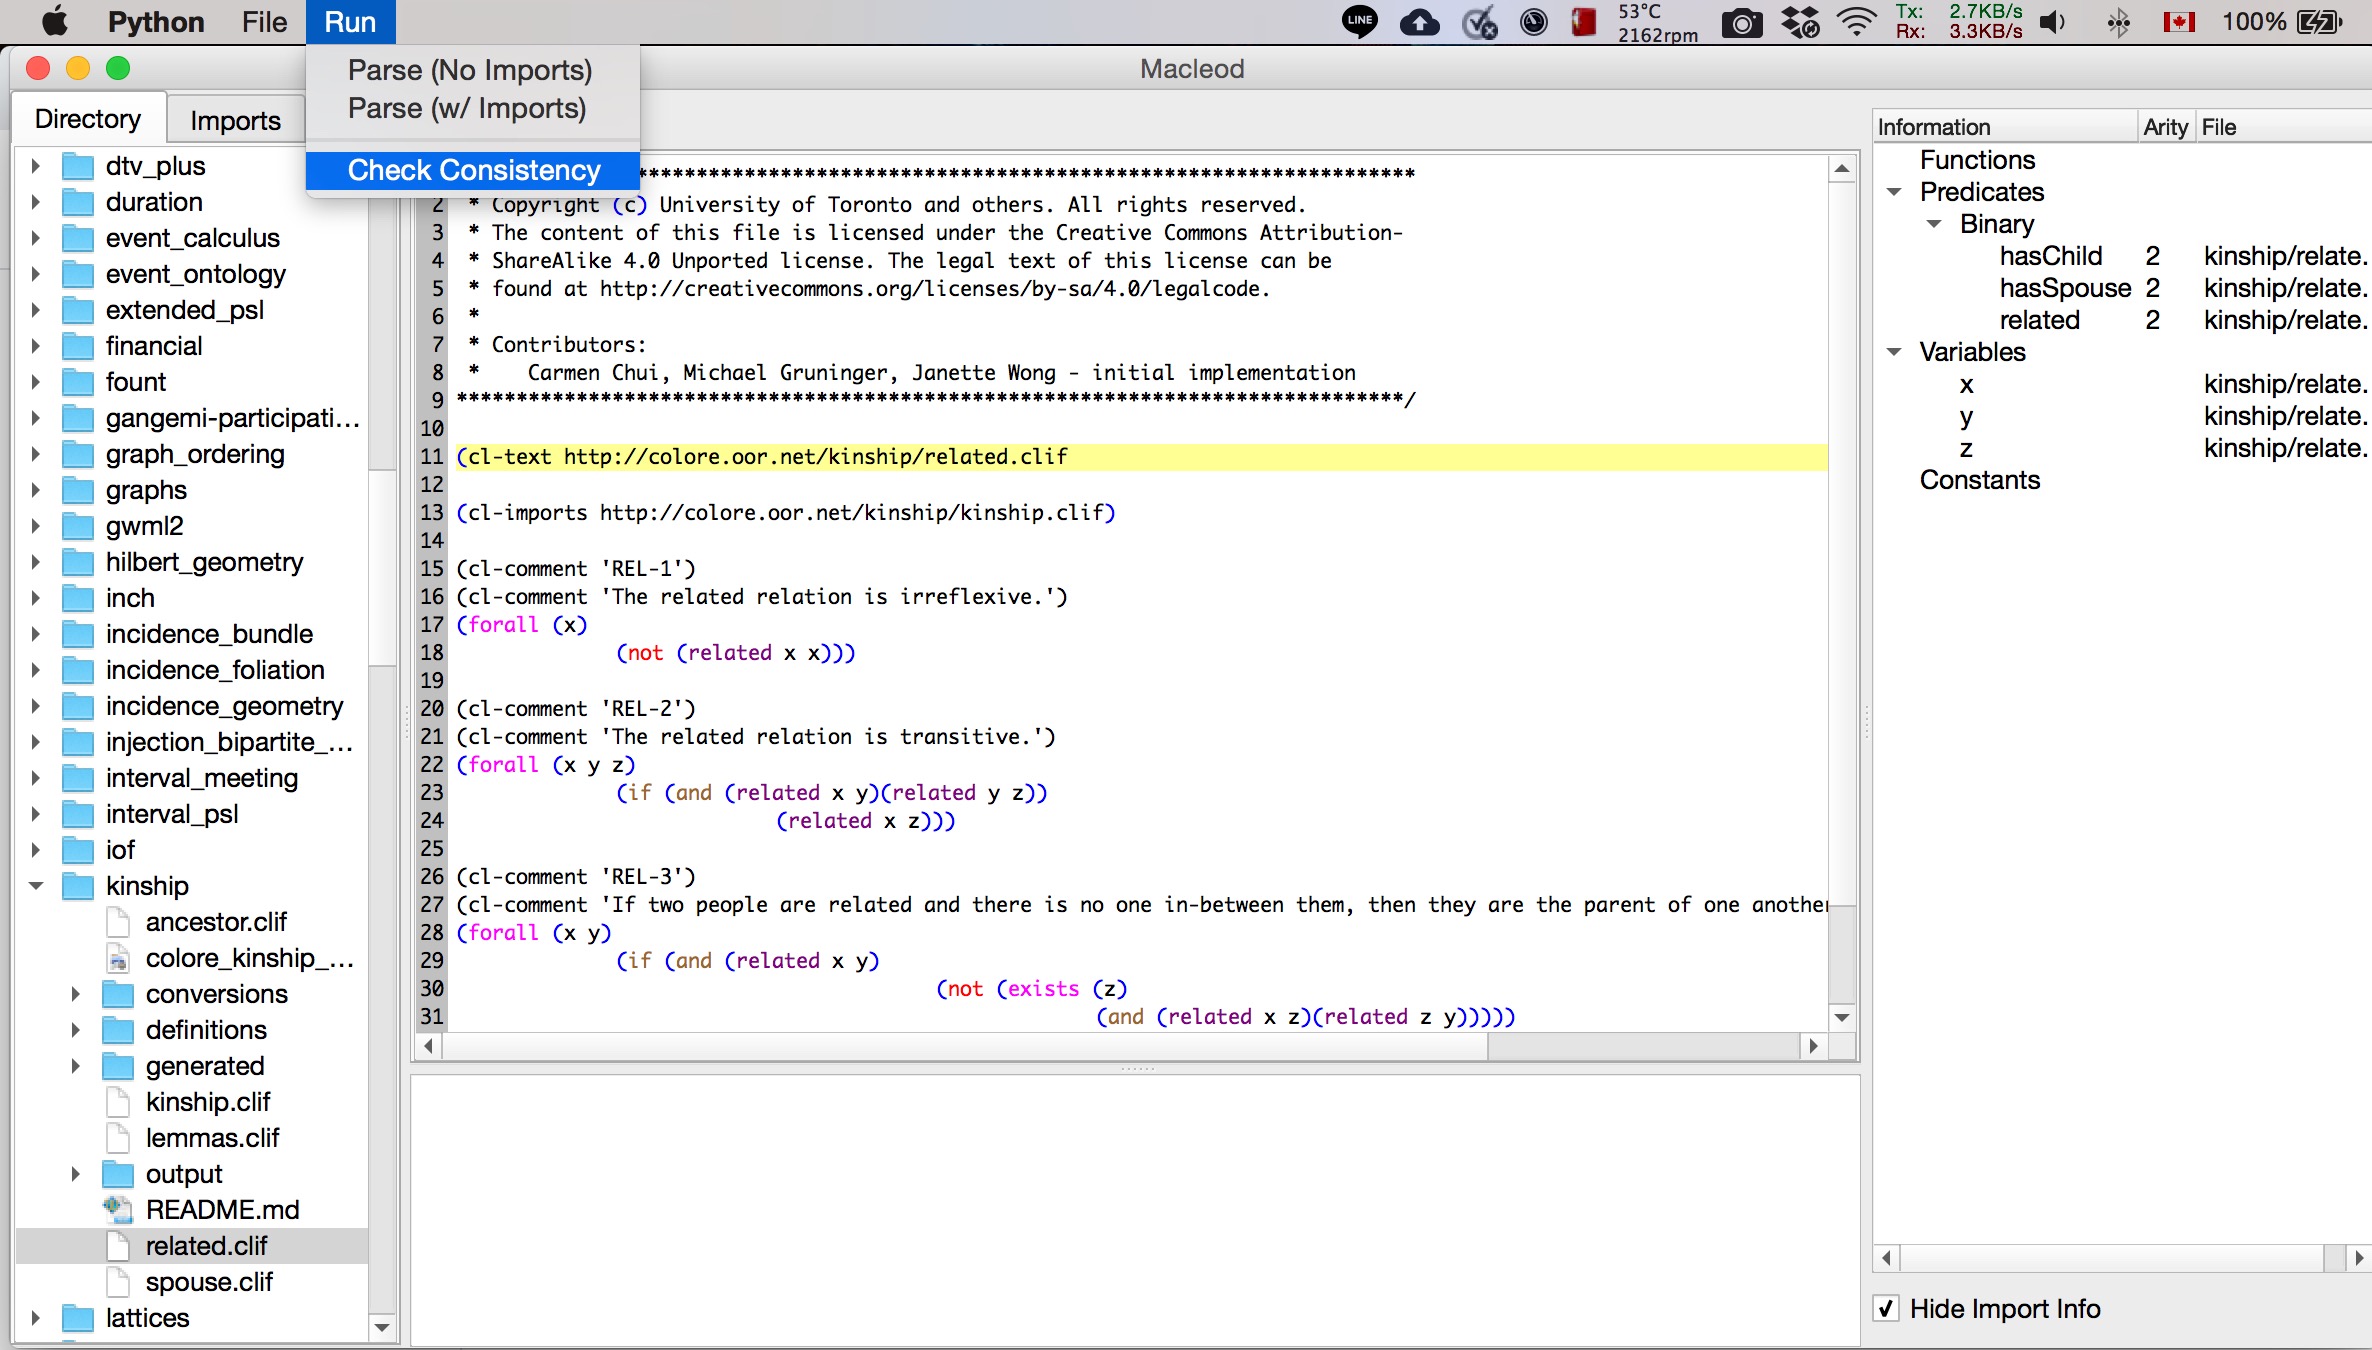 Python File Run
LINE 53°C 2162rpm Tx: 2.7KB/s Rx: 3.3KB/s 100%
Macleod
Parse (No Imports)
Parse (w/ Imports)
Check Consistency
Directory Imports
dtv_plus
duration
event_calculus
event_ontology
extended_psl
financial
fount
gangemi-participati...
graph_ordering
graphs
gwml2
hilbert_geometry
inch
incidence_bundle
incidence_foliation
incidence_geometry
injection_bipartite_...
interval_meeting
interval_psl
iof
kinship
ancestor.clif
colore_kinship_...
conversions
definitions
generated
kinship.clif
lemmas.clif
output
README.md
related.clif
spouse.clif
lattices
2 * Copyright (c) University of Toronto and others. All rights reserved.
3 * The content of this file is licensed under the Creative Commons Attribution-
4 * ShareAlike 4.0 Unported license. The legal text of this license can be
5 * found at http://creativecommons.org/licenses/by-sa/4.0/legalcode.
6 *
7 * Contributors:
8 * Carmen Chui, Michael Gruninger, Janette Wong - initial implementation
9 *******************************************************************************/
10
11 (cl-text http://colore.oor.net/kinship/related.clif
12
13 (cl-imports http://colore.oor.net/kinship/kinship.clif)
14
15 (cl-comment 'REL-1')
16 (cl-comment 'The related relation is irreflexive.')
17 (forall (x)
18 (not (related x x)))
19
20 (cl-comment 'REL-2')
21 (cl-comment 'The related relation is transitive.')
22 (forall (x y z)
23 (if (and (related x y)(related y z))
24 (related x z)))
25
26 (cl-comment 'REL-3')
27 (cl-comment 'If two people are related and there is no one in-between them, then they are the parent of one another
28 (forall (x y)
29 (if (and (related x y)
30 (not (exists (z)
31 (and (related x z)(related z y)))))
Information Arity File
Functions
Predicates
Binary
hasChild 2 kinship/relate.
hasSpouse 2 kinship/relate.
related 2 kinship/relate.
Variables
x kinship/relate.
y kinship/relate.
z kinship/relate.
Constants
Hide Import Info